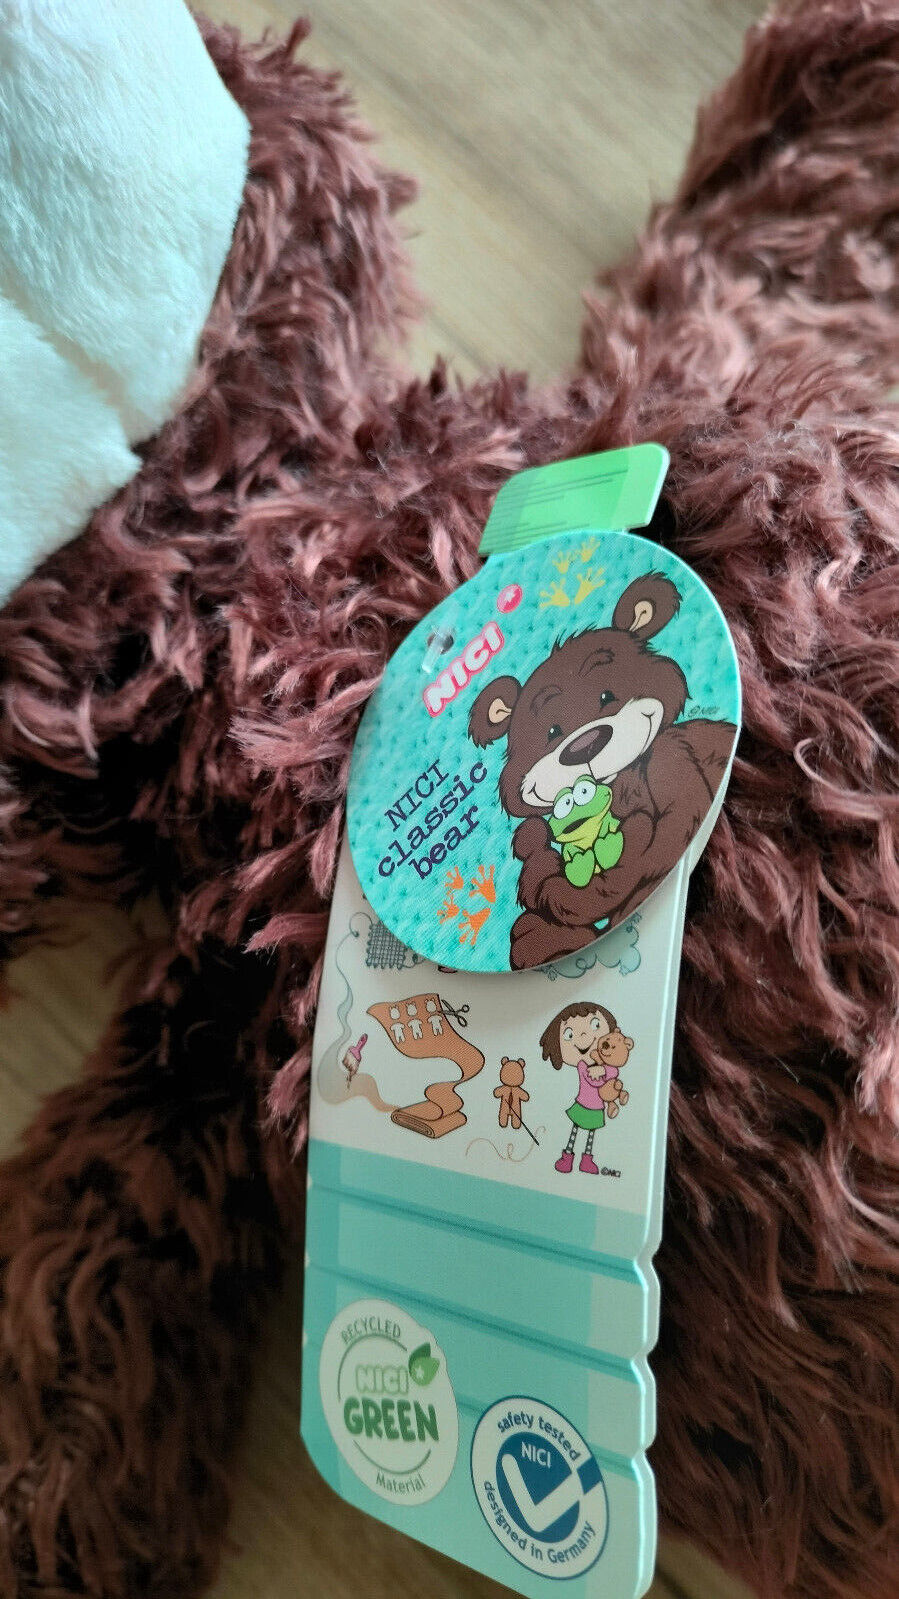 NICI
© NICI
NICI
classic
bear
©NICI
RECYCLED
NICI
GREEN
Material
safety tested
NICI
designed in Germany